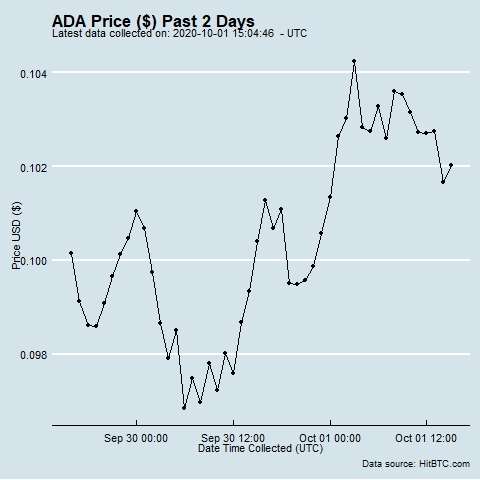 ADA Price ($) Past 2 Days
Latest data collected on: 2020-10-01 15:04:46 - UTC
0.104
0.102
0.100
0.098
Price USD ($)
Sep 30 00:00 Sep 30 12:00 Oct 01 00:00 Oct 01 12:00
Date Time Collected (UTC)
Data source: HitBTC.com